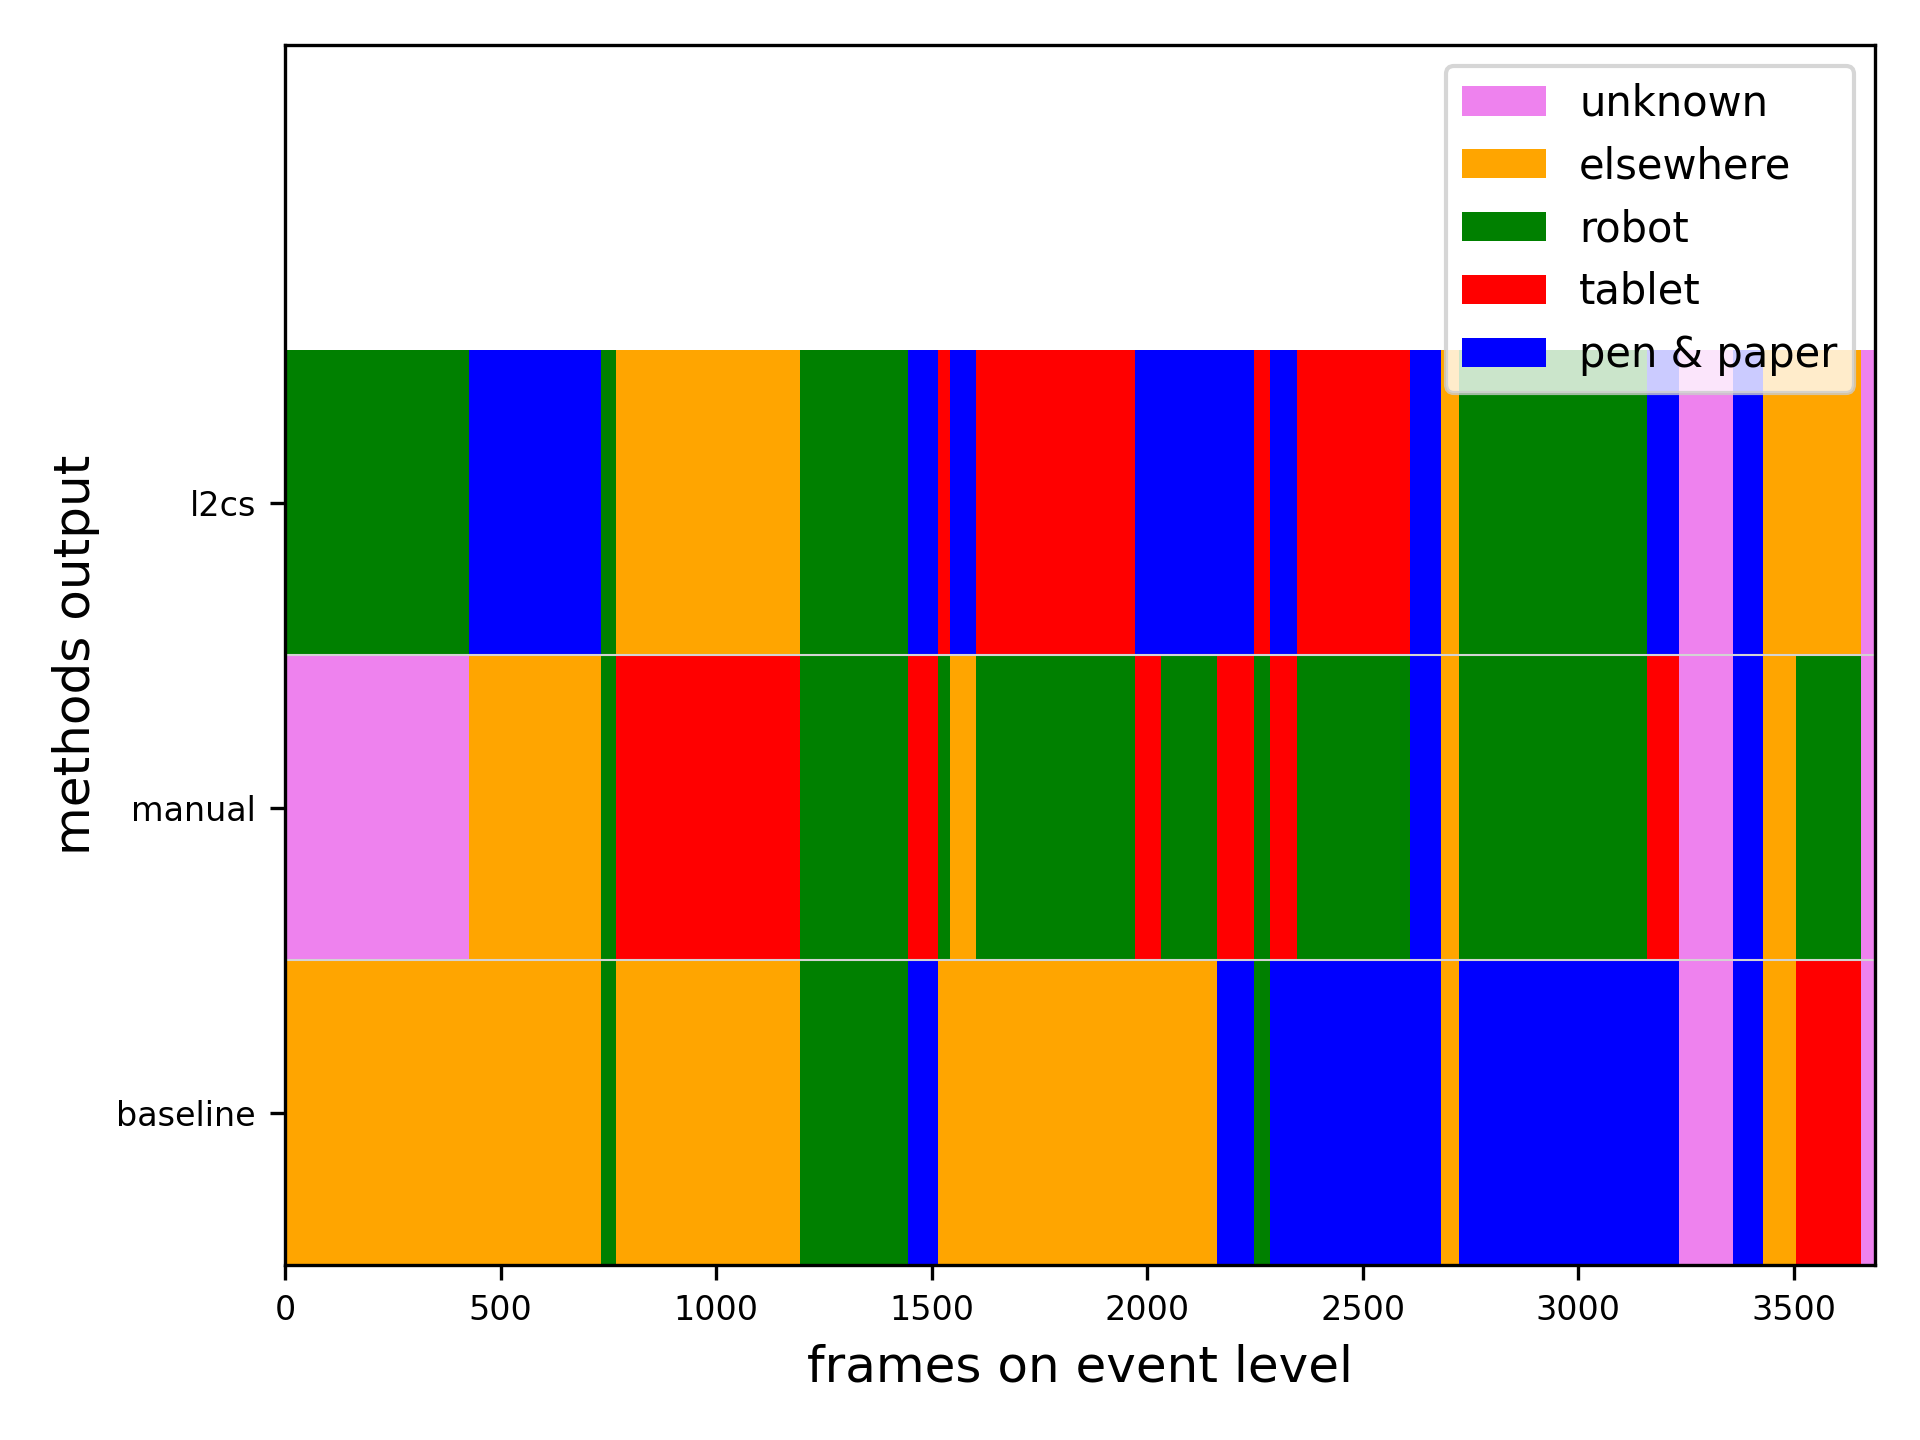 unknown
elsewhere
robot
tablet
pen & paper
methods output
l2cs
manual
baseline
0 500 1000 1500 2000 2500 3000 3500
frames on event level